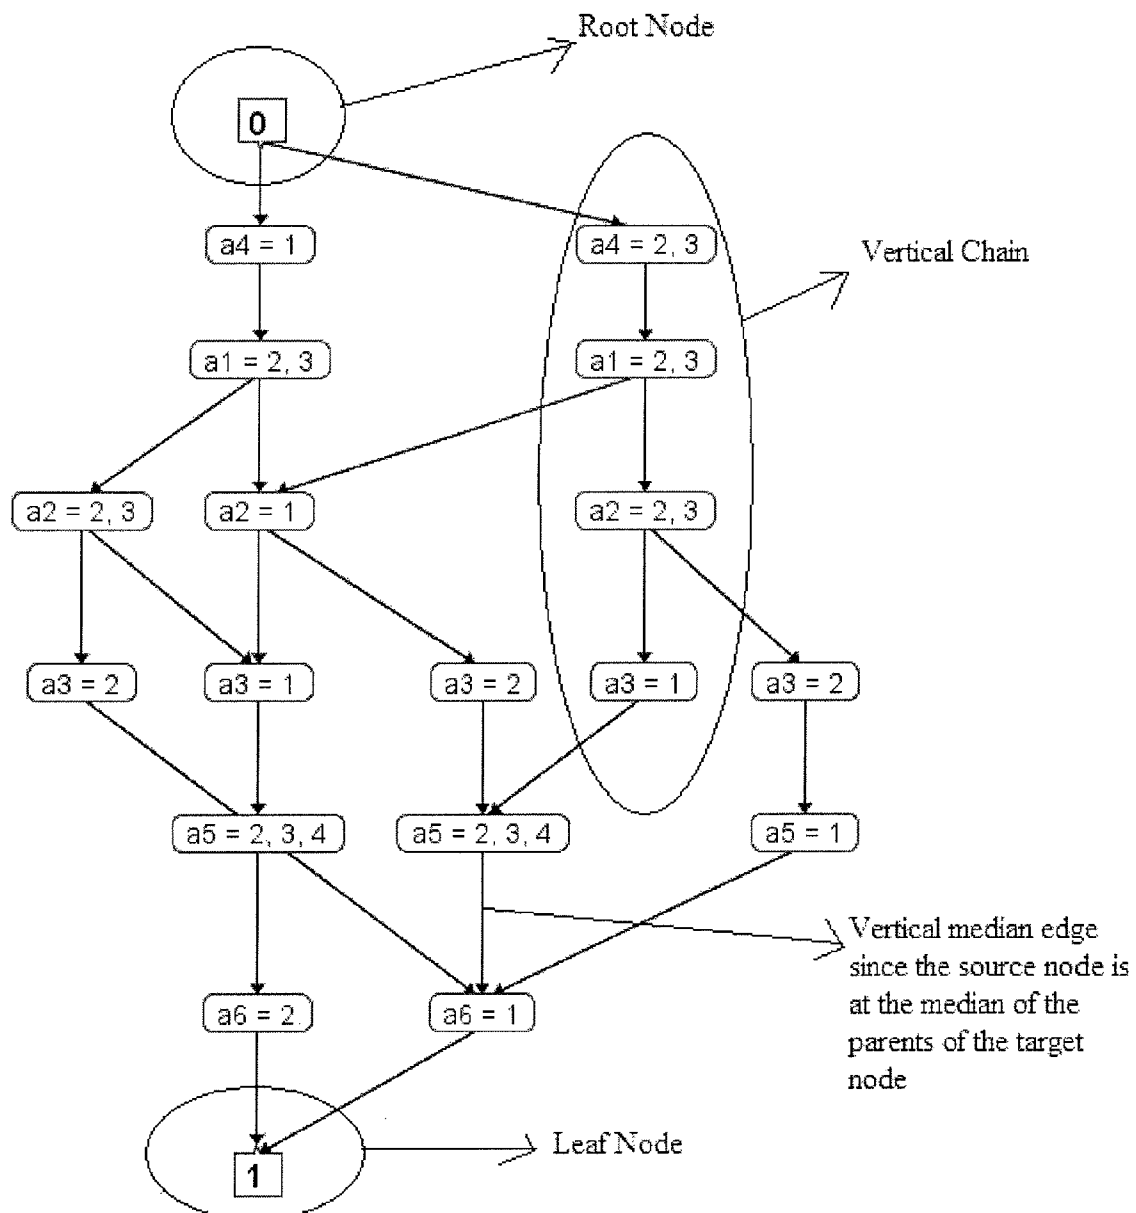 Root Node
0
a4 = 1
a4 = 2, 3
Vertical Chain
a1 = 2, 3
a1 = 2, 3
a2 = 2, 3
a2 = 1
a2 = 2, 3
a3 = 2
a3 = 1
a3 = 2
a3 = 1
a3 = 2
a5 = 2, 3, 4
a5 = 2, 3, 4
a5 = 1
Vertical median edge
since the source node is
at the median of the
parents of the target
node
a6 = 2
a6 = 1
Leaf Node
1